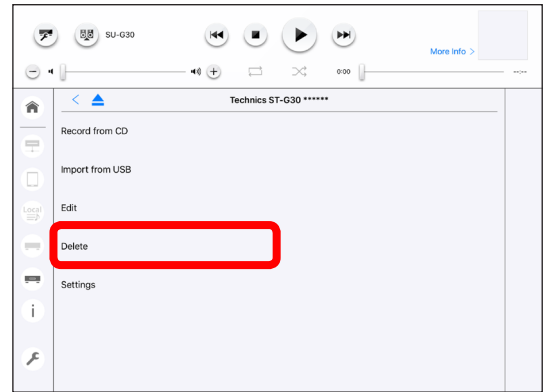 SU-G30
More Info >
0:00
--:--
Technics ST-G30 ******
Record from CD
Import from USB
Edit
Local
Delete
Settings
i